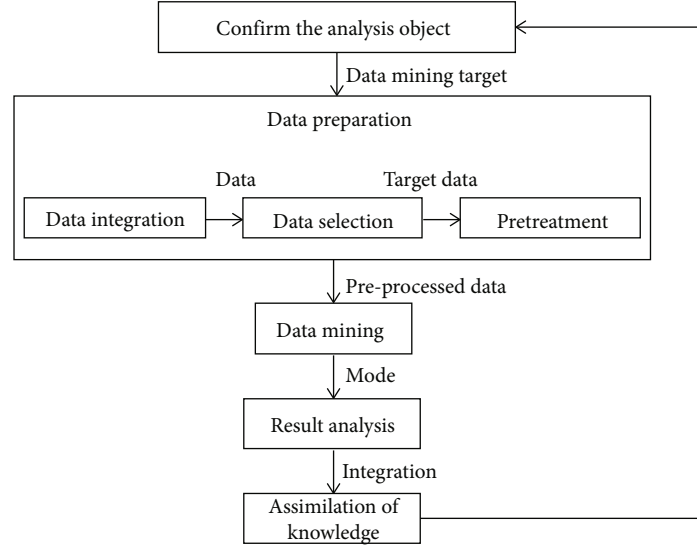 Confirm the analysis object
Data mining target
Data preparation
Data
Target data
Data integration
Data selection
Pretreatment
Pre-processed data
Data mining
Mode
Result analysis
Integration
Assimilation of
knowledge